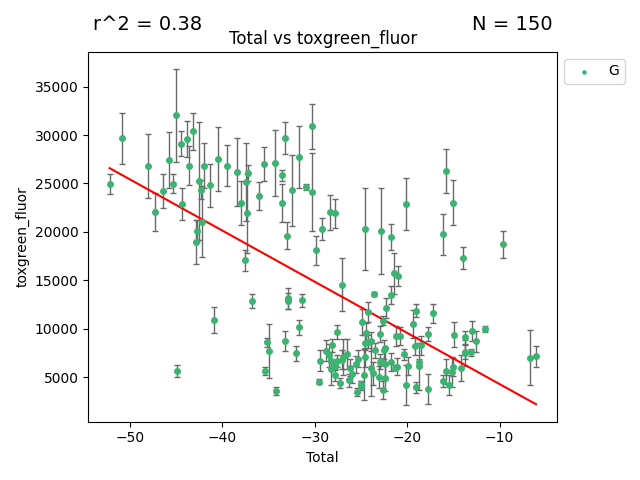 r^2 = 0.38
N = 150
Total vs toxgreen_fluor
G
35000
30000
25000
20000
15000
10000
5000
toxgreen_fluor
−50
−40
−30
−20
−10
Total